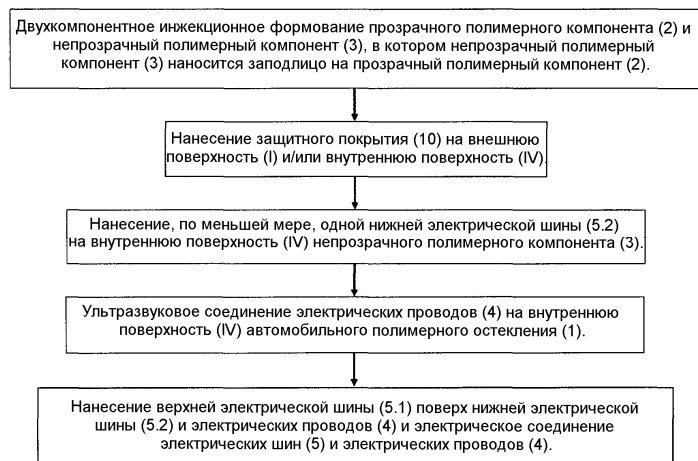 Двухкомпонентное инжекционное формование прозрачного полимерного компонента (2) и
непрозрачный полимерный компонент (3), в котором непрозрачный полимерный
компонент (3) наносится заподлицо на прозрачный полимерный компонент (2).
Нанесение защитного покрытия (10) на внешнюю
поверхность (I) и/или внутреннюю поверхность (IV).
Нанесение, по меньшей мере, одной нижней электрической шины (5.2)
на внутреннюю поверхность (IV) непрозрачного полимерного компонента (3).
Ультразвуковое соединение электрических проводов (4) на внутреннюю
поверхность (IV) автомобильного полимерного остекления (1).
Нанесение верхней электрической шины (5.1) поверх нижней электрической
шины (5.2) и электрических проводов (4) и электрическое соединение
электрических шин (5) и электрических проводов (4).